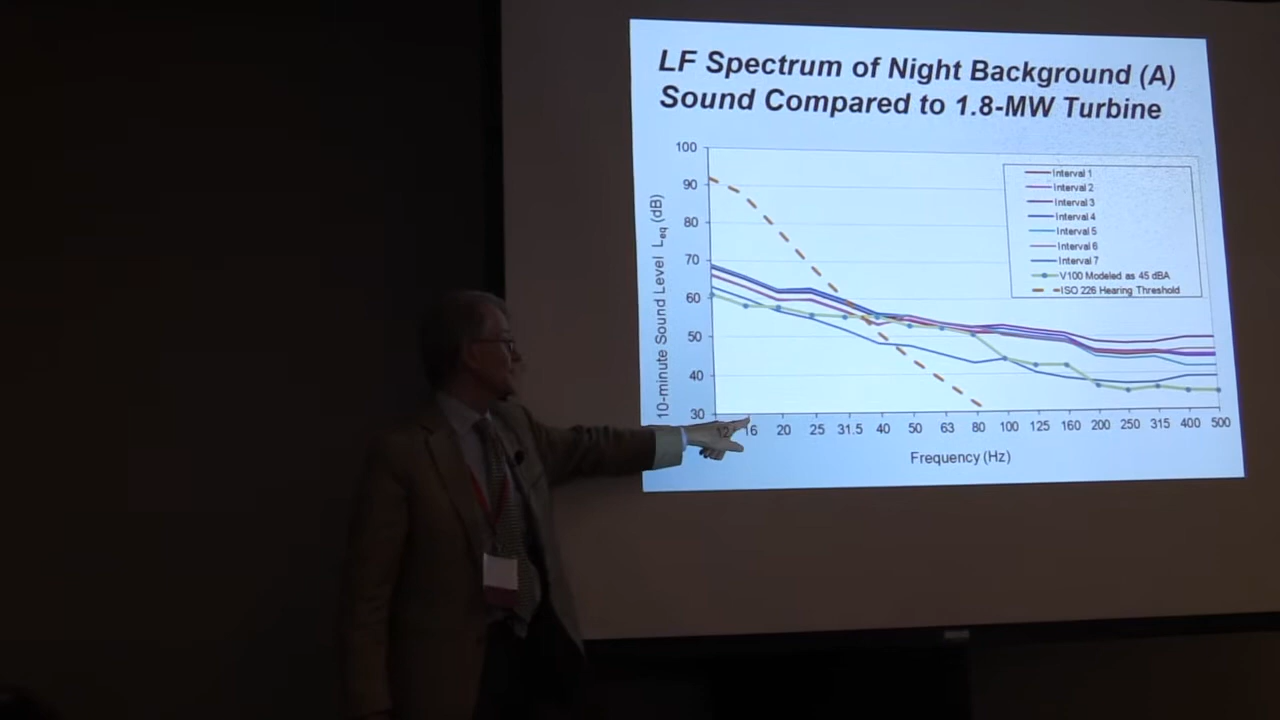 LF Spectrum of Night Background (A)
Sound Compared to 1.8-MW Turbine
10-minute Sound Level Leq (dB)
100
90
80
70
60
50
40
30
Interval 1
Interval 2
Interval 3
Interval 4
Interval 5
Interval 6
Interval 7
V100 Modeled as 45 dBA
ISO 226 Hearing Threshold
16 20 25 31.5 40 50 63 80 100 125 160 200 250 315 400 500
Frequency (Hz)